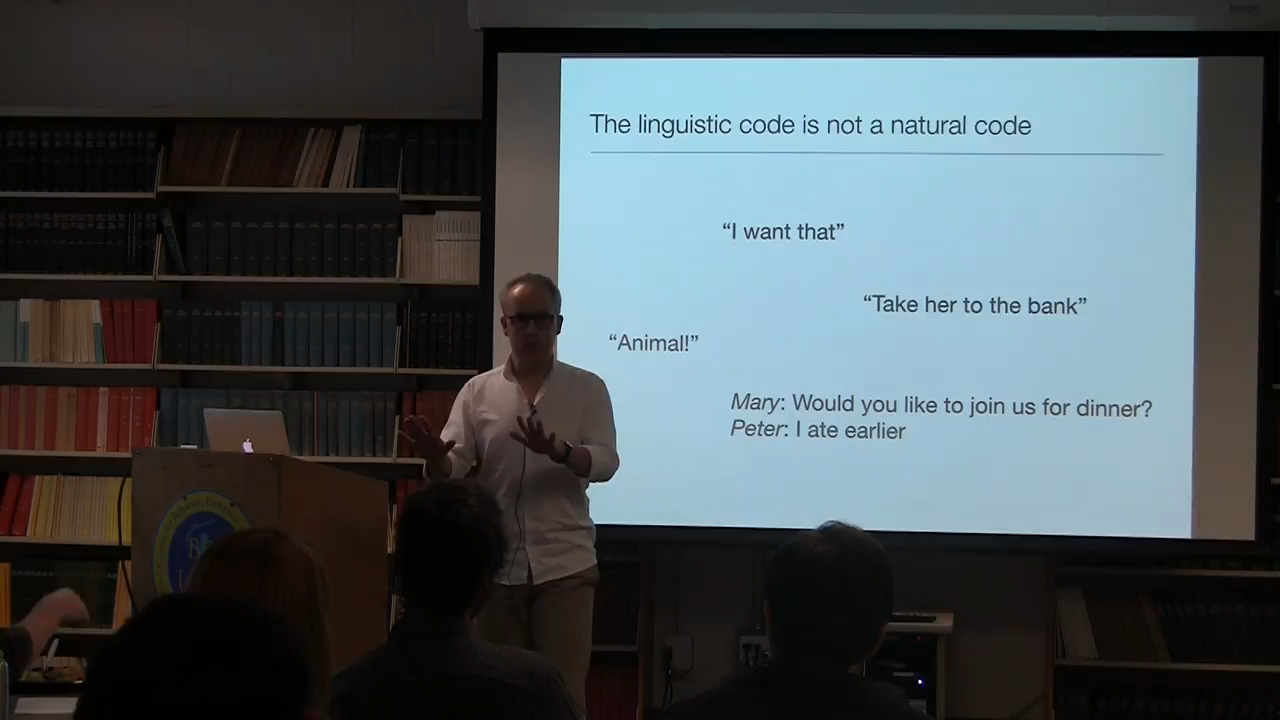 The linguistic code is not a natural code
“I want that”
“Take her to the bank”
“Animal!”
Mary: Would you like to join us for dinner?
Peter: I ate earlier